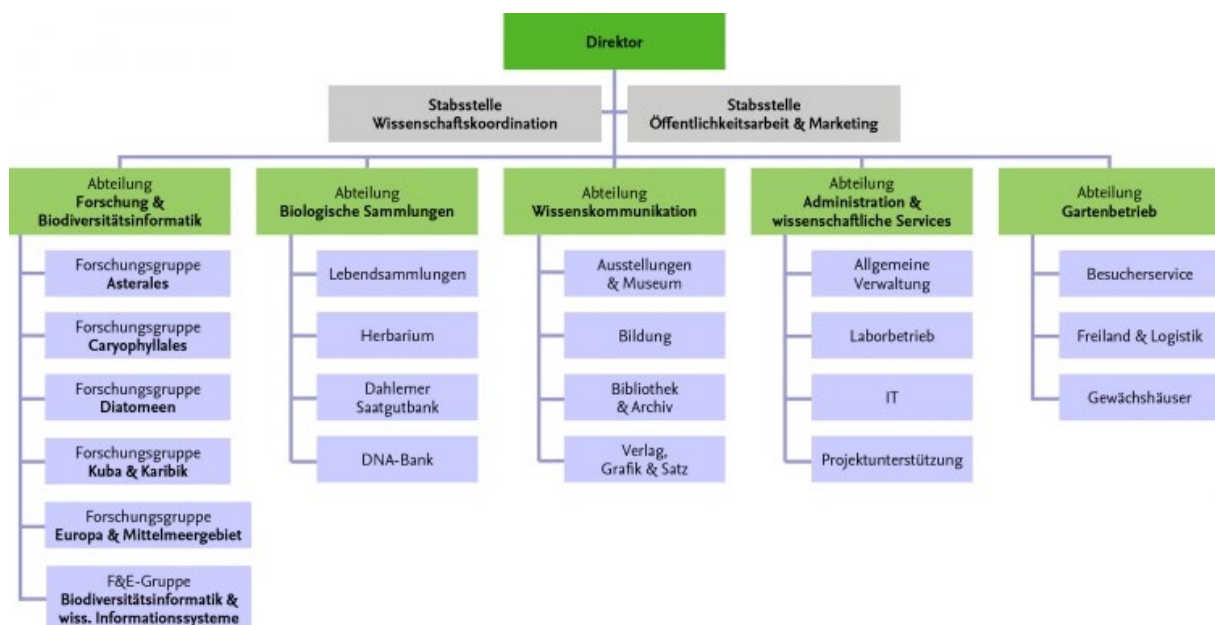 Direktor
Stabsstelle
Wissenschaftskoordination
Stabsstelle
Öffentlichkeitsarbeit & Marketing
Abteilung
Forschung &
Biodiversitätsinformatik
Forschungsgruppe
Asterales
Forschungsgruppe
Caryophyllales
Forschungsgruppe
Diatomeen
Forschungsgruppe
Kuba & Karibik
Forschungsgruppe
Europa & Mittelmeergebiet
F&E-Gruppe
Biodiversitätsinformatik &
wiss. Informationssysteme
Abteilung
Biologische Sammlungen
Lebendsammlungen
Herbarium
Dahlemer
Saatgutbank
DNA-Bank
Abteilung
Wissenskommunikation
Ausstellungen
& Museum
Bildung
Bibliothek
& Archiv
Verlag,
Grafik & Satz
Abteilung
Administration &
wissenschaftliche Services
Allgemeine
Verwaltung
Laborbetrieb
IT
Projektunterstützung
Abteilung
Gartenbetrieb
Besucherservice
Freiland & Logistik
Gewächshäuser